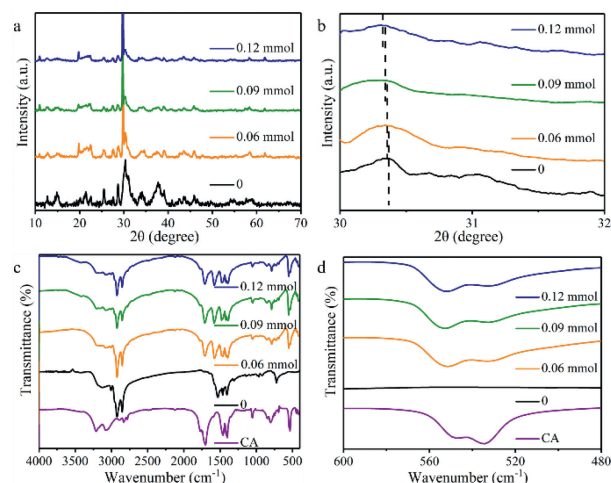 a
0.12 mmol
0.09 mmol
0.06 mmol
0
Intensity (a.u.)
10 20 30 40 50 60 70
2θ (degree)
b
0.12 mmol
0.09 mmol
0.06 mmol
0
Intensity (a.u.)
30 31 32
2θ (degree)
c
0.12 mmol
0.09 mmol
0.06 mmol
0
CA
Transmittance (%)
4000 3500 3000 2500 2000 1500 1000 500
Wavenumber (cm⁻¹)
d
0.12 mmol
0.09 mmol
0.06 mmol
0
CA
Transmittance (%)
600 560 520 480
Wavenumber (cm⁻¹)